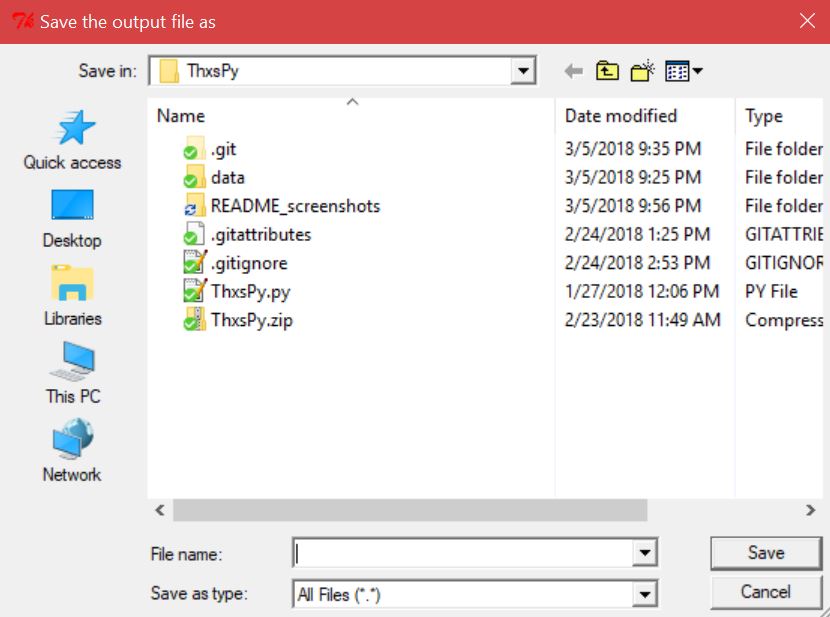 Save the output file as
Save in: ThxsPy
Quick access
Desktop
Libraries
This PC
Network
Name Date modified Type
.git 3/5/2018 9:35 PM File folder
data 3/5/2018 9:25 PM File folder
README_screenshots 3/5/2018 9:56 PM File folder
.gitattributes 2/24/2018 1:25 PM GITATTRIE
.gitignore 2/24/2018 2:53 PM GITIGNOR
ThxsPy.py 1/27/2018 12:06 PM PY File
ThxsPy.zip 2/23/2018 11:49 AM Compress
File name: Save
Save as type: All Files (*.*) Cancel